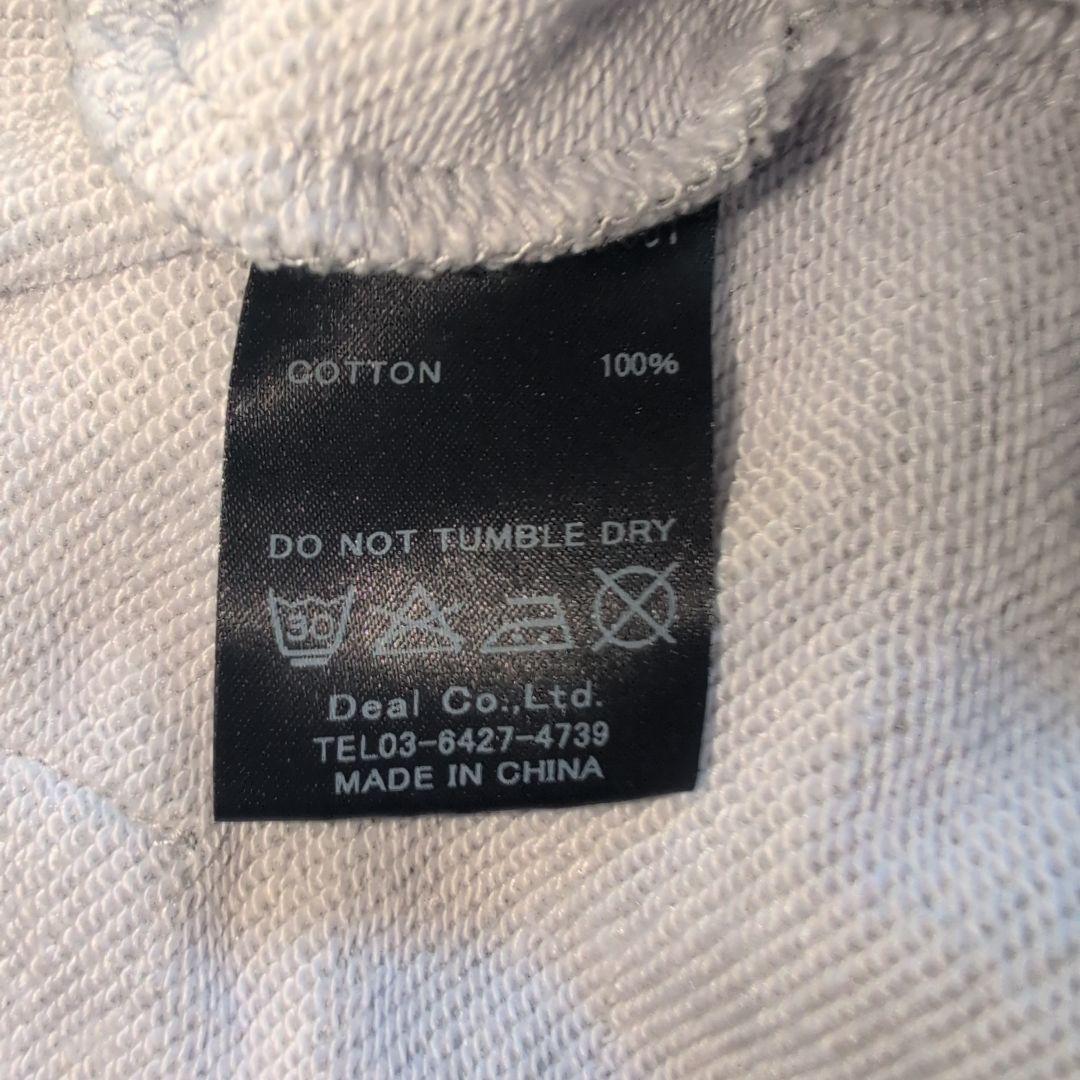 COTTON 100%
DO NOT TUMBLE DRY
30
Deal Co.,Ltd.
TEL03-6427-4739
MADE IN CHINA